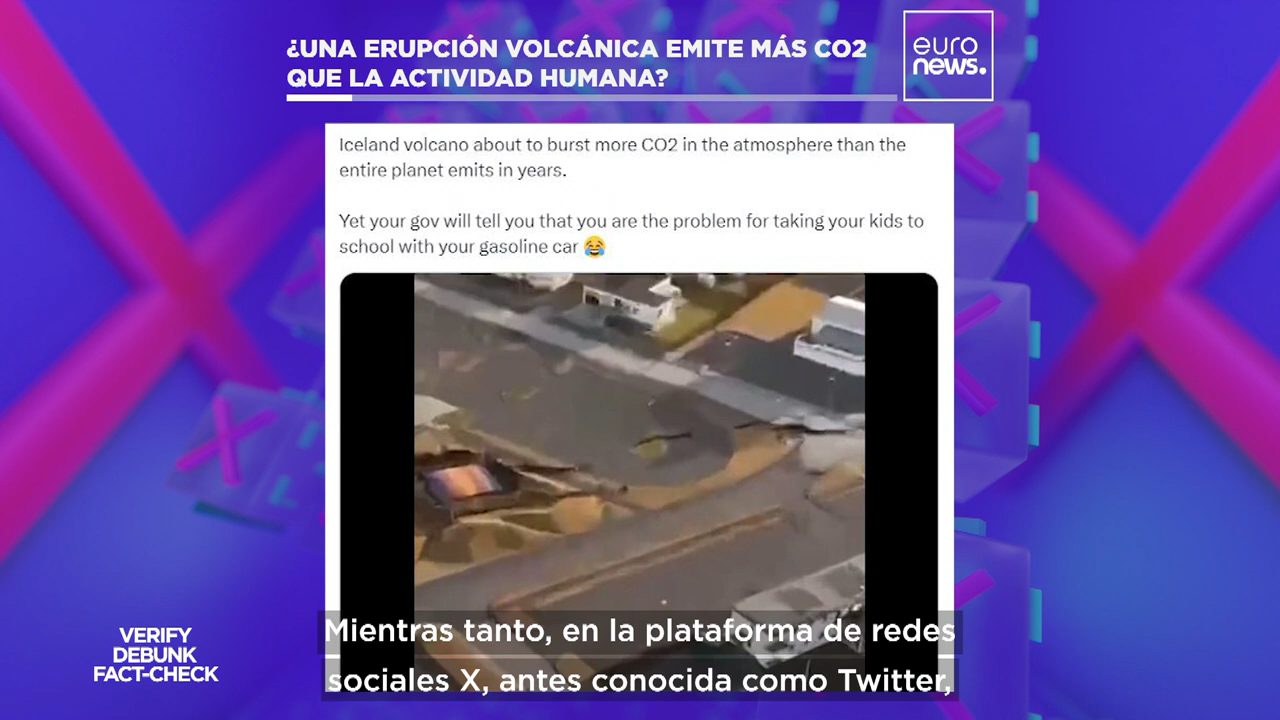 ¿UNA ERUPCIÓN VOLCÁNICA EMITE MÁS CO2
QUE LA ACTIVIDAD HUMANA?
euro
news.
Iceland volcano about to burst more CO2 in the atmosphere than the
entire planet emits in years.
Yet your gov will tell you that you are the problem for taking your kids to
school with your gasoline car 😂
Mientras tanto, en la plataforma de redes
sociales X, antes conocida como Twitter,
VERIFY
DEBUNK
FACT-CHECK